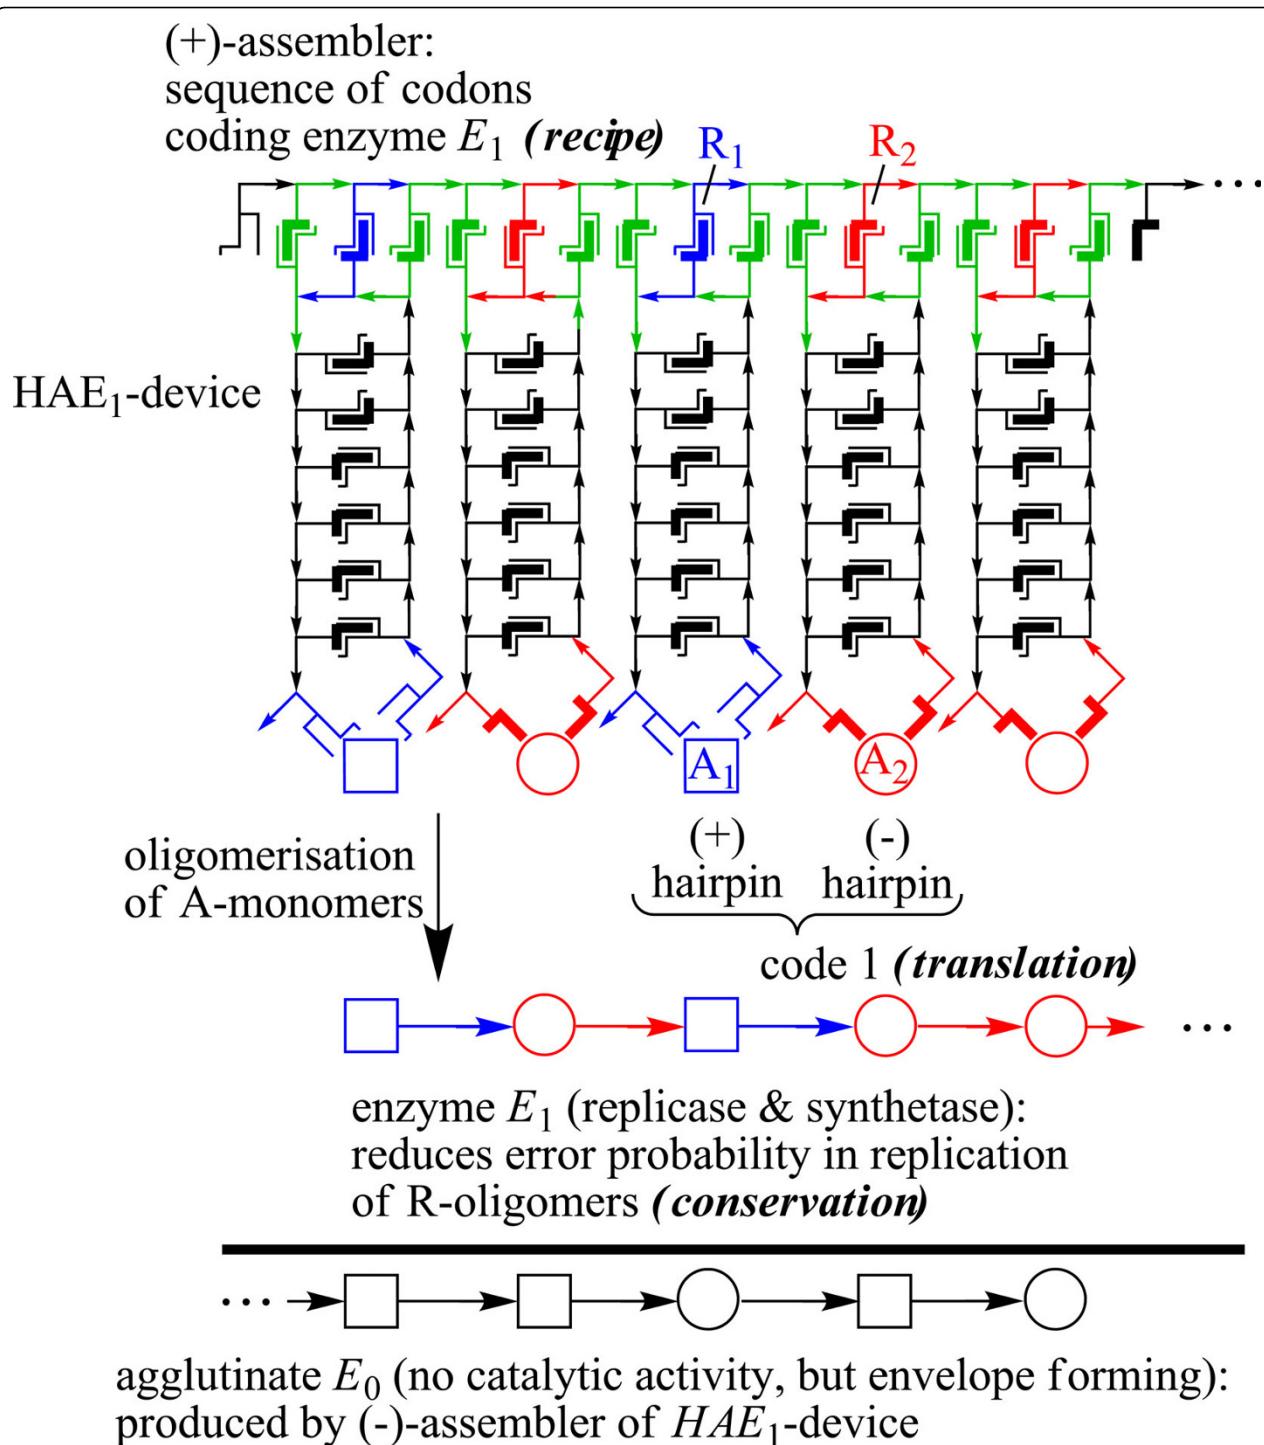 (+)-assembler:
sequence of codons
coding enzyme E1 (recipe)
R1
R2
...
HAE1-device
A1
A2
(+)
hairpin
(-)
hairpin
oligomerisation
of A-monomers
code 1 (translation)
...
enzyme E1 (replicase & synthetase):
reduces error probability in replication
of R-oligomers (conservation)
...
agglutinate E0 (no catalytic activity, but envelope forming):
produced by (-)-assembler of HAE1-device